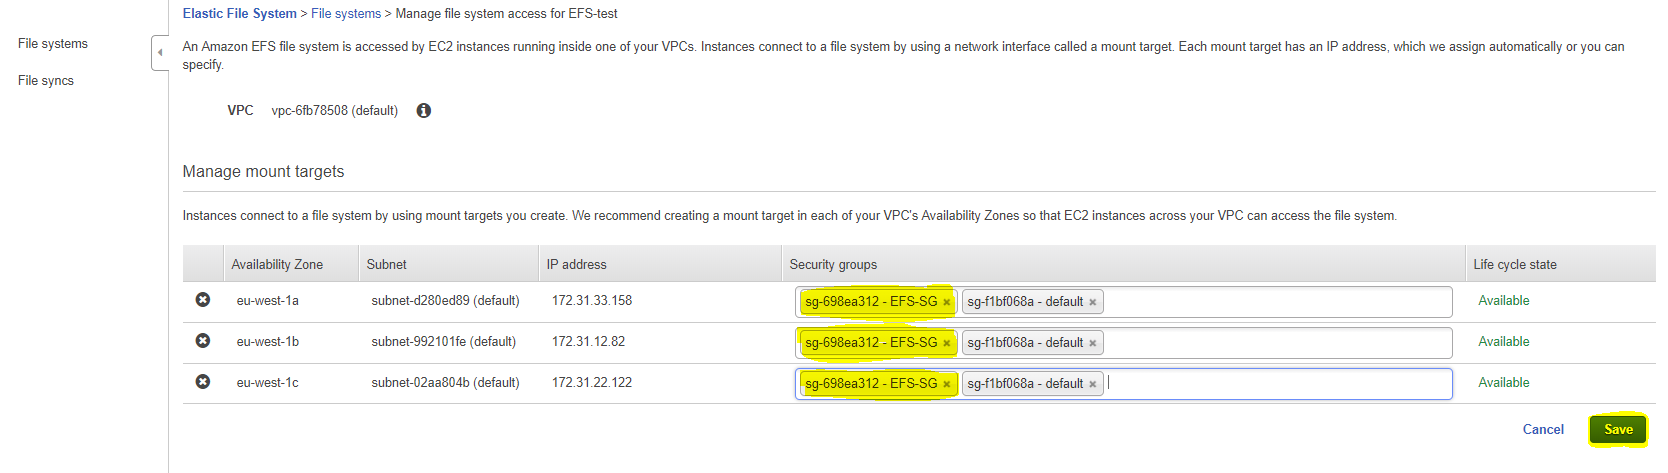 Elastic File System > File systems > Manage file system access for EFS-test
File systems
File syncs
An Amazon EFS file system is accessed by EC2 instances running inside one of your VPCs. Instances connect to a file system by using a network interface called a mount target. Each mount target has an IP address, which we assign automatically or you can
specify.
VPC vpc-6fb78508 (default)
Manage mount targets
Instances connect to a file system by using mount targets you create. We recommend creating a mount target in each of your VPC's Availability Zones so that EC2 instances across your VPC can access the file system.
Availability Zone Subnet IP address Security groups Life cycle state
eu-west-1a subnet-d280ed89 (default) 172.31.33.158 sg-698ea312 - EFS-SG × sg-f1bf068a - default × Available
eu-west-1b subnet-992101fe (default) 172.31.12.82 sg-698ea312 - EFS-SG × sg-f1bf068a - default × Available
eu-west-1c subnet-02aa804b (default) 172.31.22.122 sg-698ea312 - EFS-SG × sg-f1bf068a - default × Available
Cancel Save